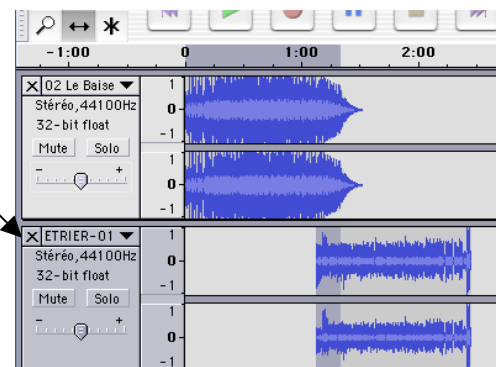 -1:00 0 1:00 2:00
X 02 Le Baise
Stéréo,44100Hz
32-bit float
Mute Solo
- +
1
0
-1
1
0
-1
X ETRIER-01
Stéréo,44100Hz
32-bit float
Mute Solo
- +
1
0
-1
1
0
-1